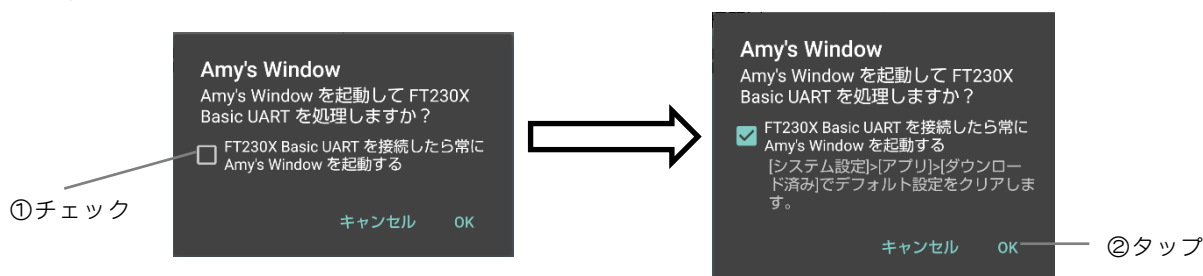 Amy's Window
Amy's Window を起動して FT230X
Basic UART を処理しますか？
FT230X Basic UART を接続したら常に
Amy's Window を起動する
キャンセル OK
①チェック
Amy's Window
Amy's Window を起動して FT230X
Basic UART を処理しますか？
FT230X Basic UART を接続したら常に
Amy's Window を起動する
[システム設定]>[アプリ]>[ダウンロー
ド済み]でデフォルト設定をクリアしま
す。
キャンセル OK
②タップ